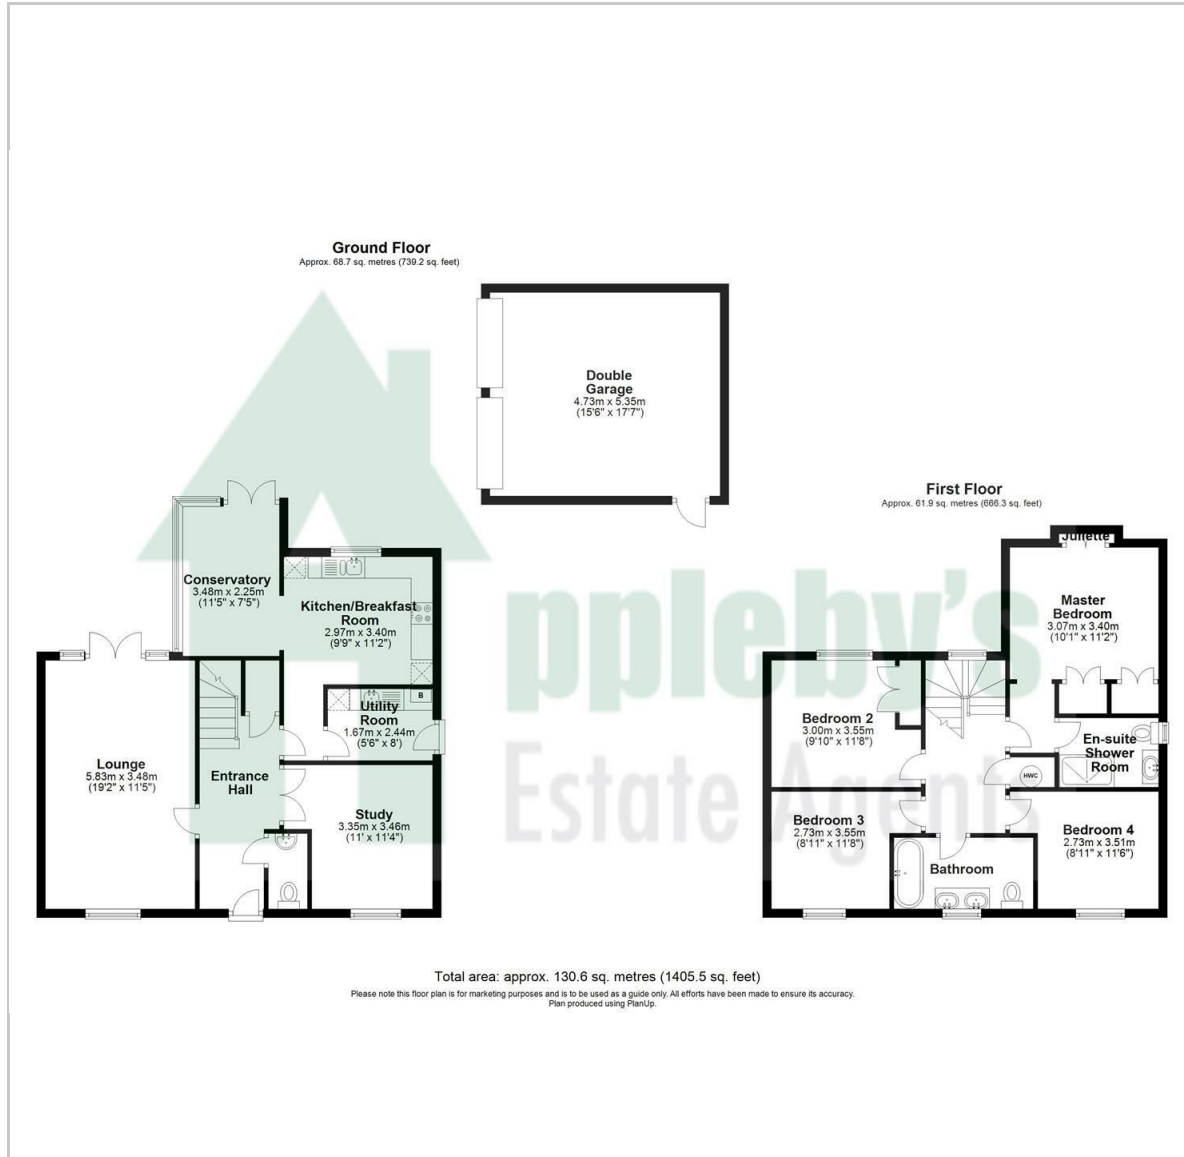 Ground Floor
Approx. 68.7 sq. metres (739.2 sq. feet)
Double
Garage
4.73m x 5.35m
(15'6" x 17'7")
Conservatory
3.48m x 2.25m
(11'5" x 7'5")
Kitchen/Breakfast
Room
2.97m x 3.40m
(9'9" x 11'2")
Utility
Room
1.67m x 2.44m
(5'6" x 8')
B
Lounge
5.83m x 3.48m
(19'2" x 11'5")
Entrance
Hall
Study
3.35m x 3.46m
(11' x 11'4")
First Floor
Approx. 61.9 sq. metres (666.3 sq. feet)
Juliette
Master
Bedroom
3.07m x 3.40m
(10'1" x 11'2")
Bedroom 2
3.00m x 3.55m
(9'10" x 11'8")
En-suite
Shower
Room
HWC
Bedroom 3
2.73m x 3.55m
(8'11" x 11'8")
Bathroom
Bedroom 4
2.73m x 3.51m
(8'11" x 11'6")
ppleby's
Estate Agents
Total area: approx. 130.6 sq. metres (1405.5 sq. feet)
Please note this floor plan is for marketing purposes and is to be used as a guide only. All efforts have been made to ensure its accuracy.
Plan produced using PlanUp.